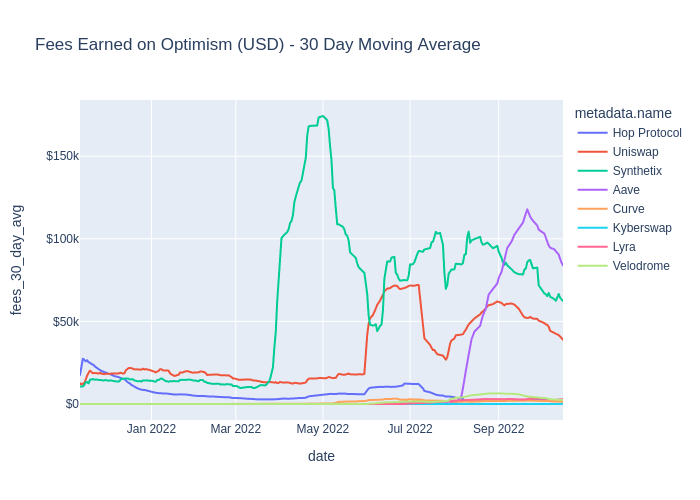 Fees Earned on Optimism (USD) - 30 Day Moving Average
metadata.name
Hop Protocol
Uniswap
Synthetix
Aave
Curve
Kyberswap
Lyra
Velodrome
fees_30_day_avg
$150k
$100k
$50k
$0
Jan 2022
Mar 2022
May 2022
Jul 2022
Sep 2022
date